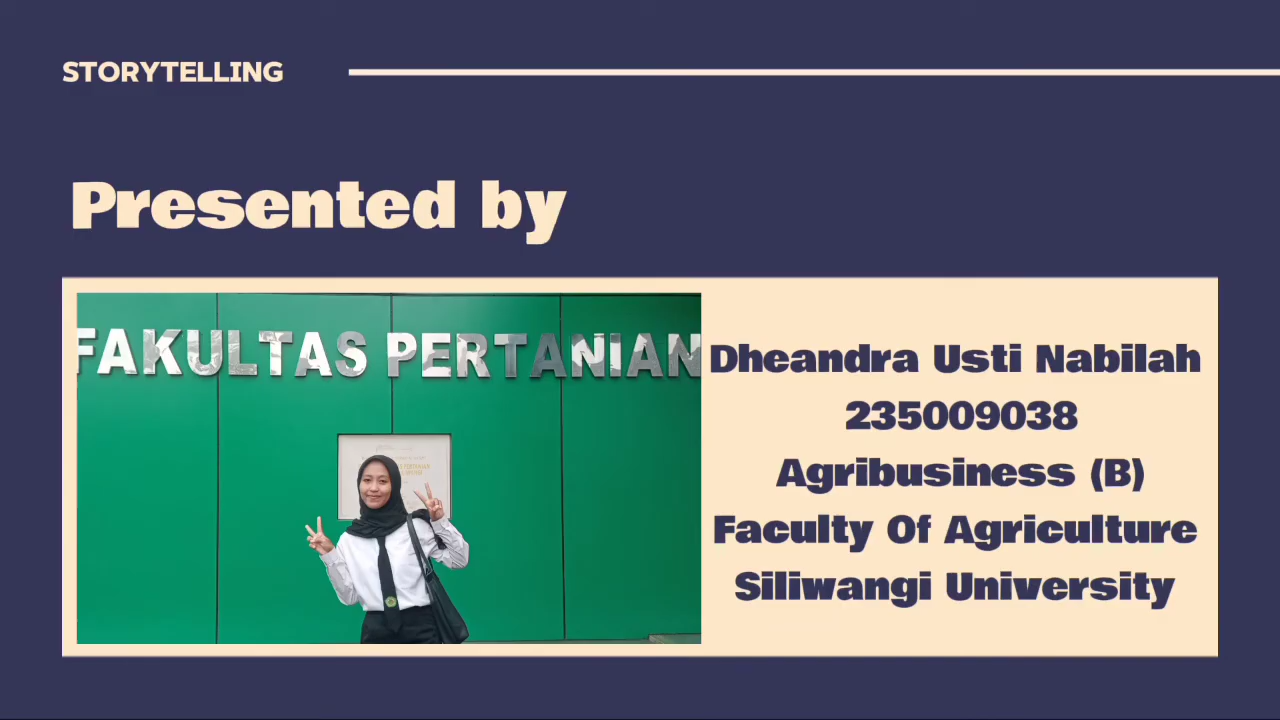 STORYTELLING
Presented by
FAKULTAS PERTANIAN
Dheandra Usti Nabilah
235009038
Agribusiness (B)
Faculty Of Agriculture
Siliwangi University